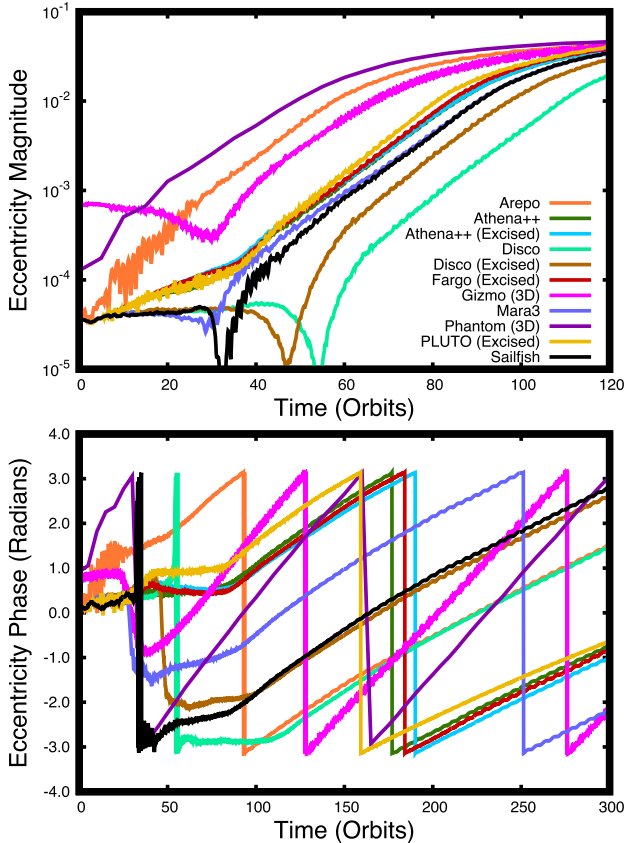 Eccentricity Magnitude
10⁻¹
10⁻²
10⁻³
10⁻⁴
10⁻⁵
Arepo
Athena++
Athena++ (Excised)
Disco
Disco (Excised)
Fargo (Excised)
Gizmo (3D)
Mara3
Phantom (3D)
PLUTO (Excised)
Sailfish
0 20 40 60 80 100 120
Time (Orbits)
Eccentricity Phase (Radians)
4.0
3.0
2.0
1.0
0.0
-1.0
-2.0
-3.0
-4.0
0 50 100 150 200 250 300
Time (Orbits)